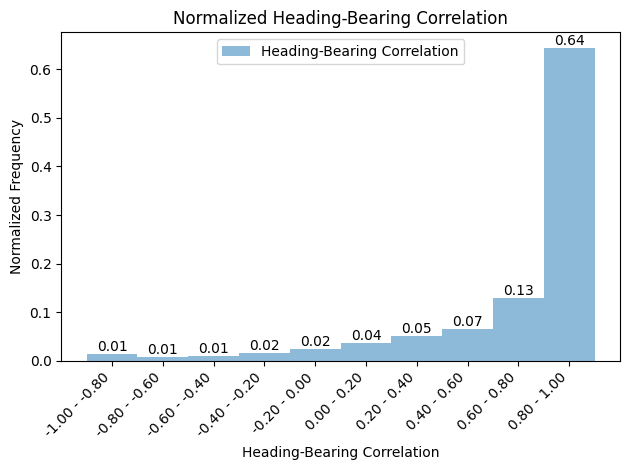 Normalized Heading-Bearing Correlation
Heading-Bearing Correlation
Normalized Frequency
0.6
0.5
0.4
0.3
0.2
0.1
0.0
0.01
0.01
0.01
0.02
0.02
0.04
0.05
0.07
0.13
0.64
-1.00 - -0.80
-0.80 - -0.60
-0.60 - -0.40
-0.40 - -0.20
-0.20 - 0.00
0.00 - 0.20
0.20 - 0.40
0.40 - 0.60
0.60 - 0.80
0.80 - 1.00
Heading-Bearing Correlation